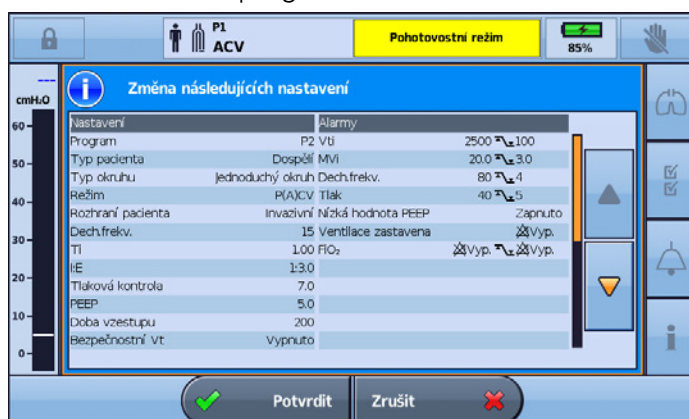 P1
ACV
Pohotovostní režim
85%
cmH₂O
60
50
40
30
20
10
0
Změna následujících nastavení
Nastavení Alarmy
Program P2 Vti 2500 100
Typ pacienta Dospělí MVi 20.0 3.0
Typ okruhu Jednoduchý okruh Dech.frekv. 80 4
Režim P(A)CV Tlak 40 5
Rozhraní pacienta Invazivní Nízká hodnota PEEP Zapnuto
Dech.frekv. 15 Ventilace zastavena Vyp.
Ti 1.00 FiO₂ Vyp. Vyp.
I:E 1:3.0
Tlaková kontrola 7.0
PEEP 5.0
Doba vzestupu 200
Bezpečnostní Vt Vypnuto
Potvrdit Zrušit